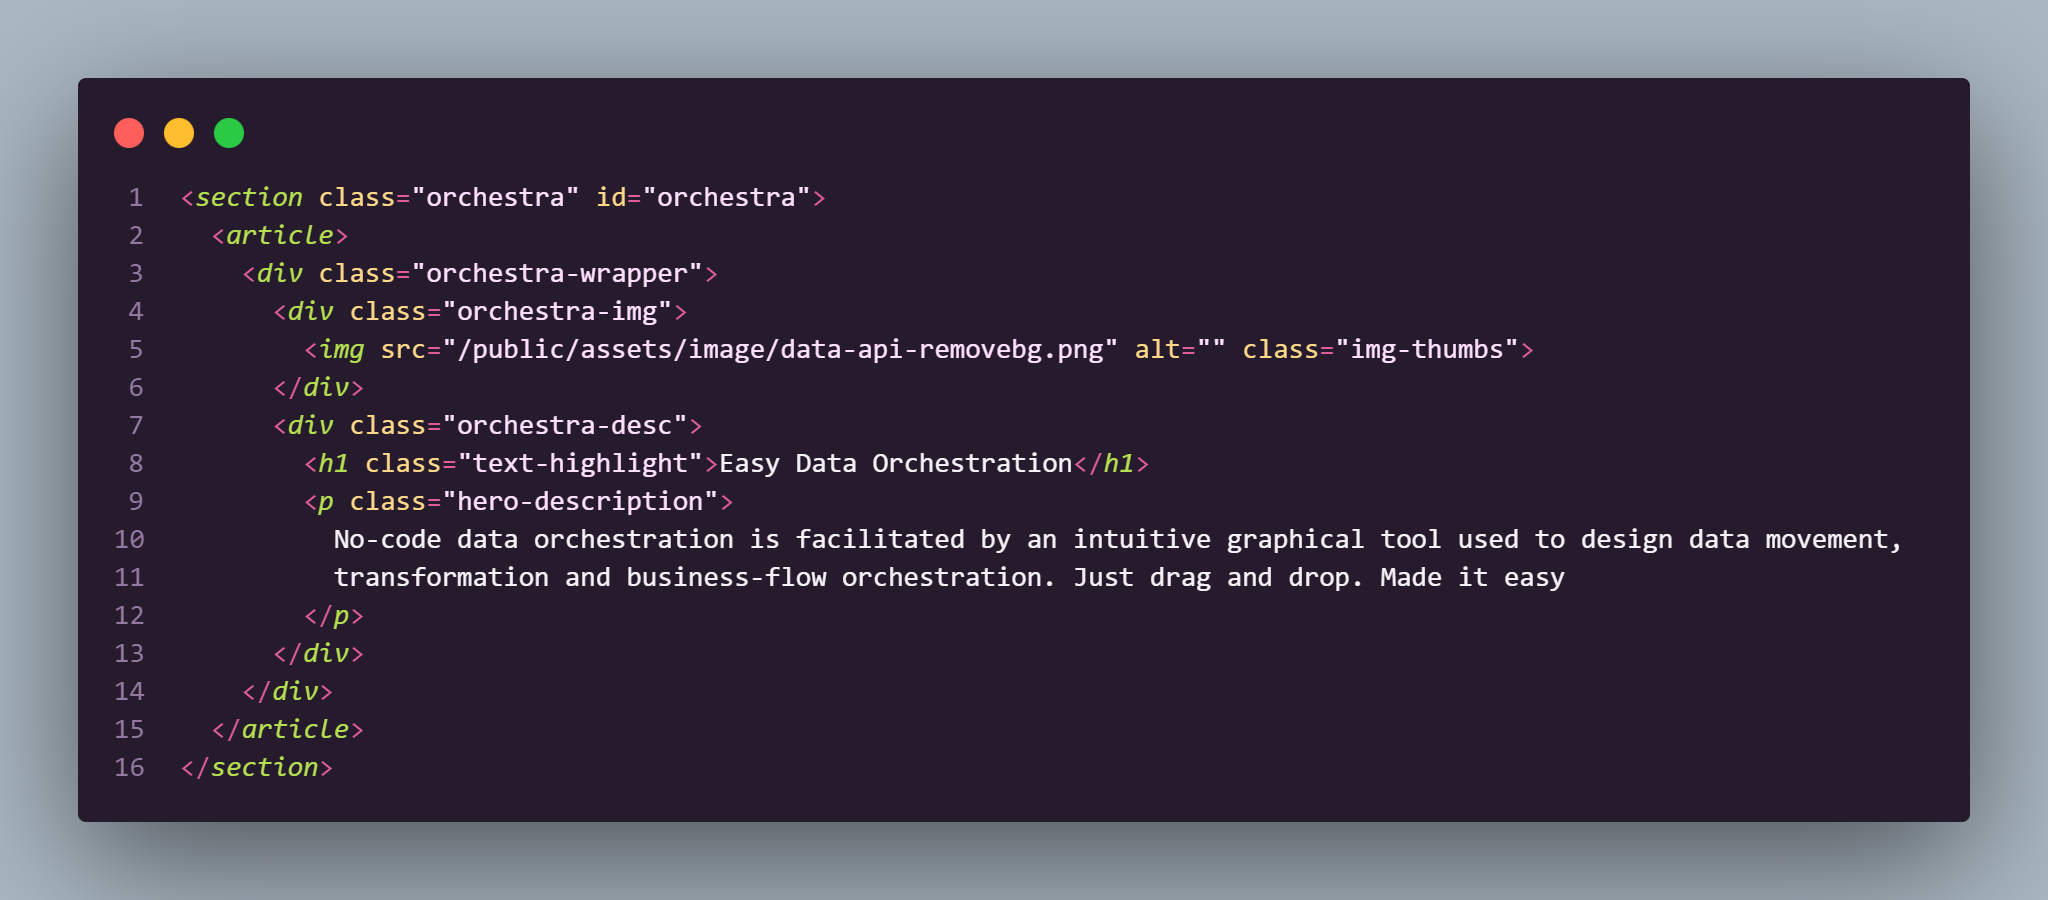 1 <section class="orchestra" id="orchestra">
2 <article>
3 <div class="orchestra-wrapper">
4 <div class="orchestra-img">
5 <img src="/public/assets/image/data-api-removebg.png" alt="" class="img-thumbs">
6 </div>
7 <div class="orchestra-desc">
8 <h1 class="text-highlight">Easy Data Orchestration</h1>
9 <p class="hero-description">
10 No-code data orchestration is facilitated by an intuitive graphical tool used to design data movement,
11 transformation and business-flow orchestration. Just drag and drop. Made it easy
12 </p>
13 </div>
14 </div>
15 </article>
16 </section>